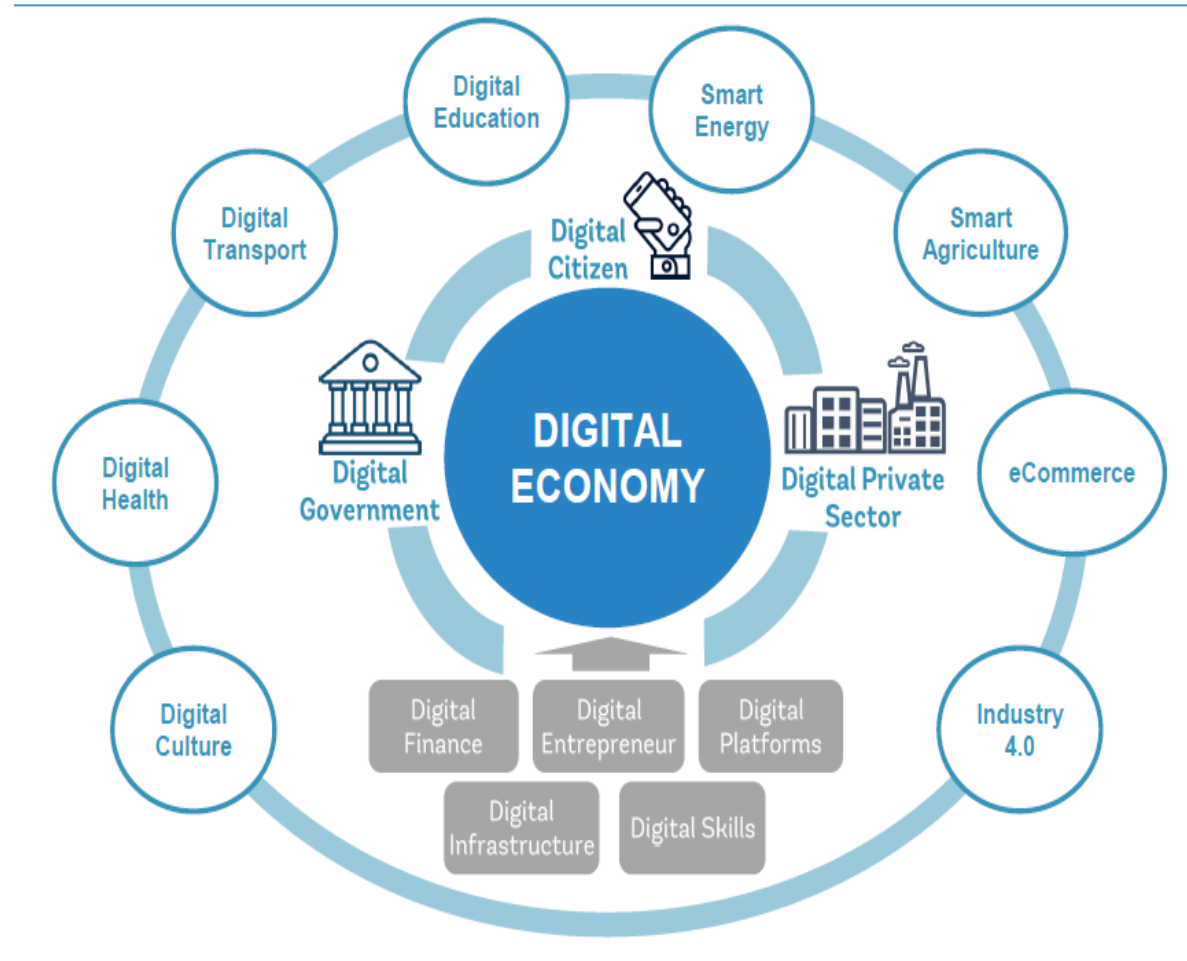 Digital
Education
Smart
Energy
Digital
Transport
Smart
Agriculture
Digital
Citizen
Digital
Government
DIGITAL
ECONOMY
Digital Private
Sector
Digital
Health
eCommerce
Digital
Culture
Industry
4.0
Digital
Finance
Digital
Entrepreneur
Digital
Platforms
Digital
Infrastructure
Digital Skills